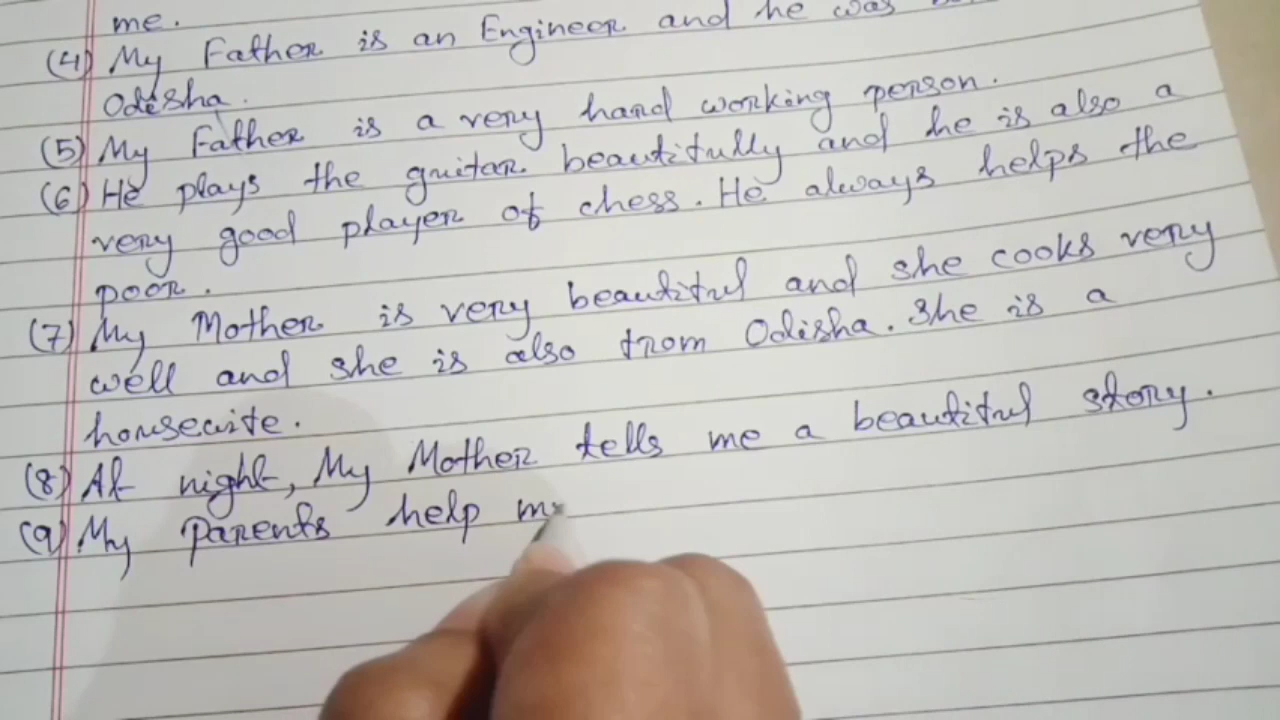 me.
(4) My Father is an Engineer and he was
Odisha.
(5) My Father is a very hard working person.
(6) He plays the guitar beautifully and he is also a
very good player of chess. He always helps the
poor.
(7) My Mother is very beautiful and she cooks very
well and she is also from Odisha. She is a
housewife.
(8) At night, My Mother tells me a beautiful story.
(9) My Parents help